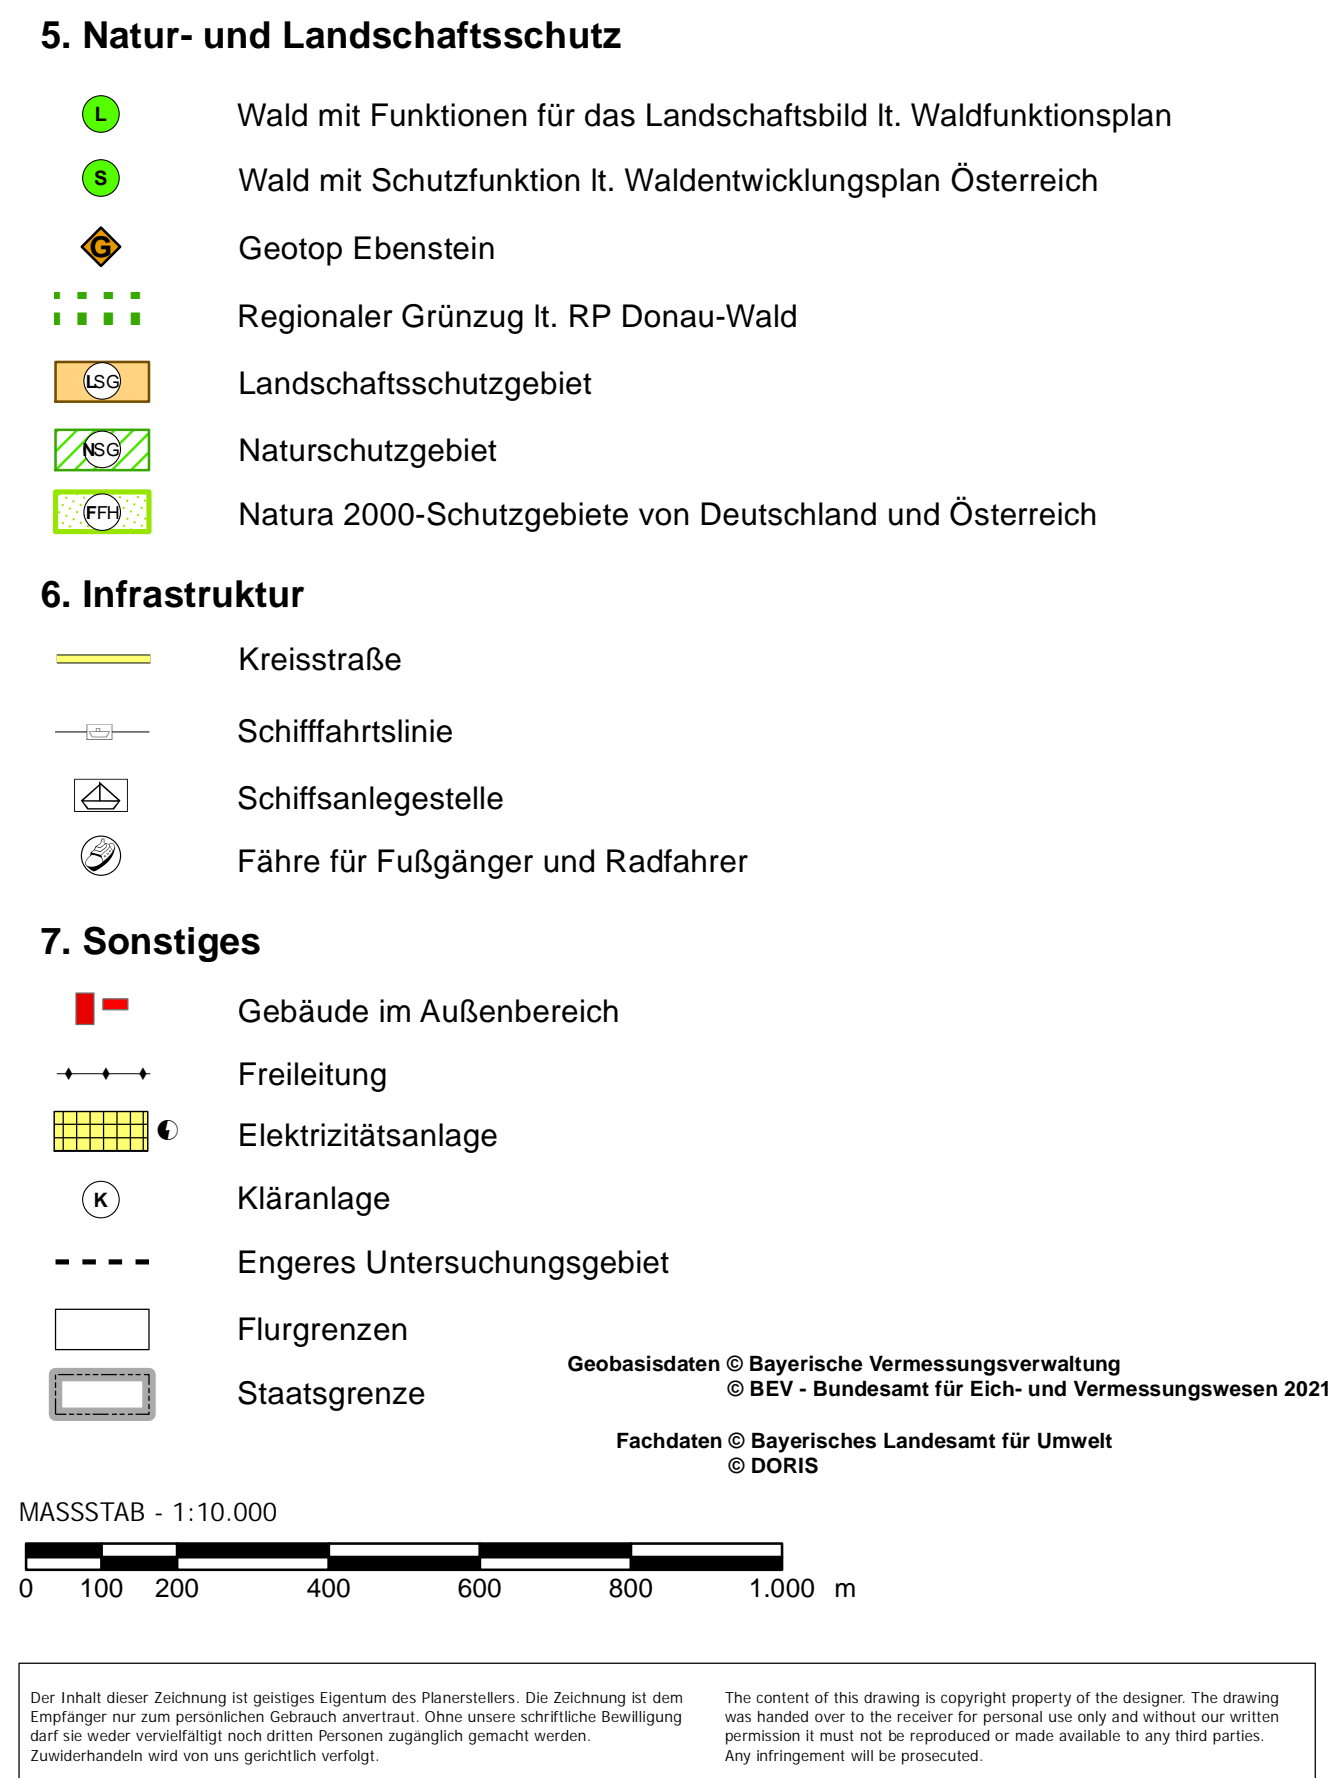 5. Natur- und Landschaftsschutz
L Wald mit Funktionen für das Landschaftsbild lt. Waldfunktionsplan
S Wald mit Schutzfunktion lt. Waldentwicklungsplan Österreich
G Geotop Ebenstein
Regionaler Grünzug lt. RP Donau-Wald
LSG Landschaftsschutzgebiet
NSG Naturschutzgebiet
FFH Natura 2000-Schutzgebiete von Deutschland und Österreich
6. Infrastruktur
Kreisstraße
Schifffahrtslinie
Schiffsanlegestelle
Fähre für Fußgänger und Radfahrer
7. Sonstiges
Gebäude im Außenbereich
Freileitung
Elektrizitätsanlage
K Kläranlage
Engeres Untersuchungsgebiet
Flurgrenzen
Staatsgrenze
Geobasisdaten © Bayerische Vermessungsverwaltung
© BEV - Bundesamt für Eich- und Vermessungswesen 2021
Fachdaten © Bayerisches Landesamt für Umwelt
© DORIS
MASSSTAB - 1:10.000
0 100 200 400 600 800 1.000 m
Der Inhalt dieser Zeichnung ist geistiges Eigentum des Planerstellers. Die Zeichnung ist dem
Empfänger nur zum persönlichen Gebrauch anvertraut. Ohne unsere schriftliche Bewilligung
darf sie weder vervielfältigt noch dritten Personen zugänglich gemacht werden.
Zuwiderhandeln wird von uns gerichtlich verfolgt.
The content of this drawing is copyright property of the designer. The drawing
was handed over to the receiver for personal use only and without our written
permission it must not be reproduced or made available to any third parties.
Any infringement will be prosecuted.